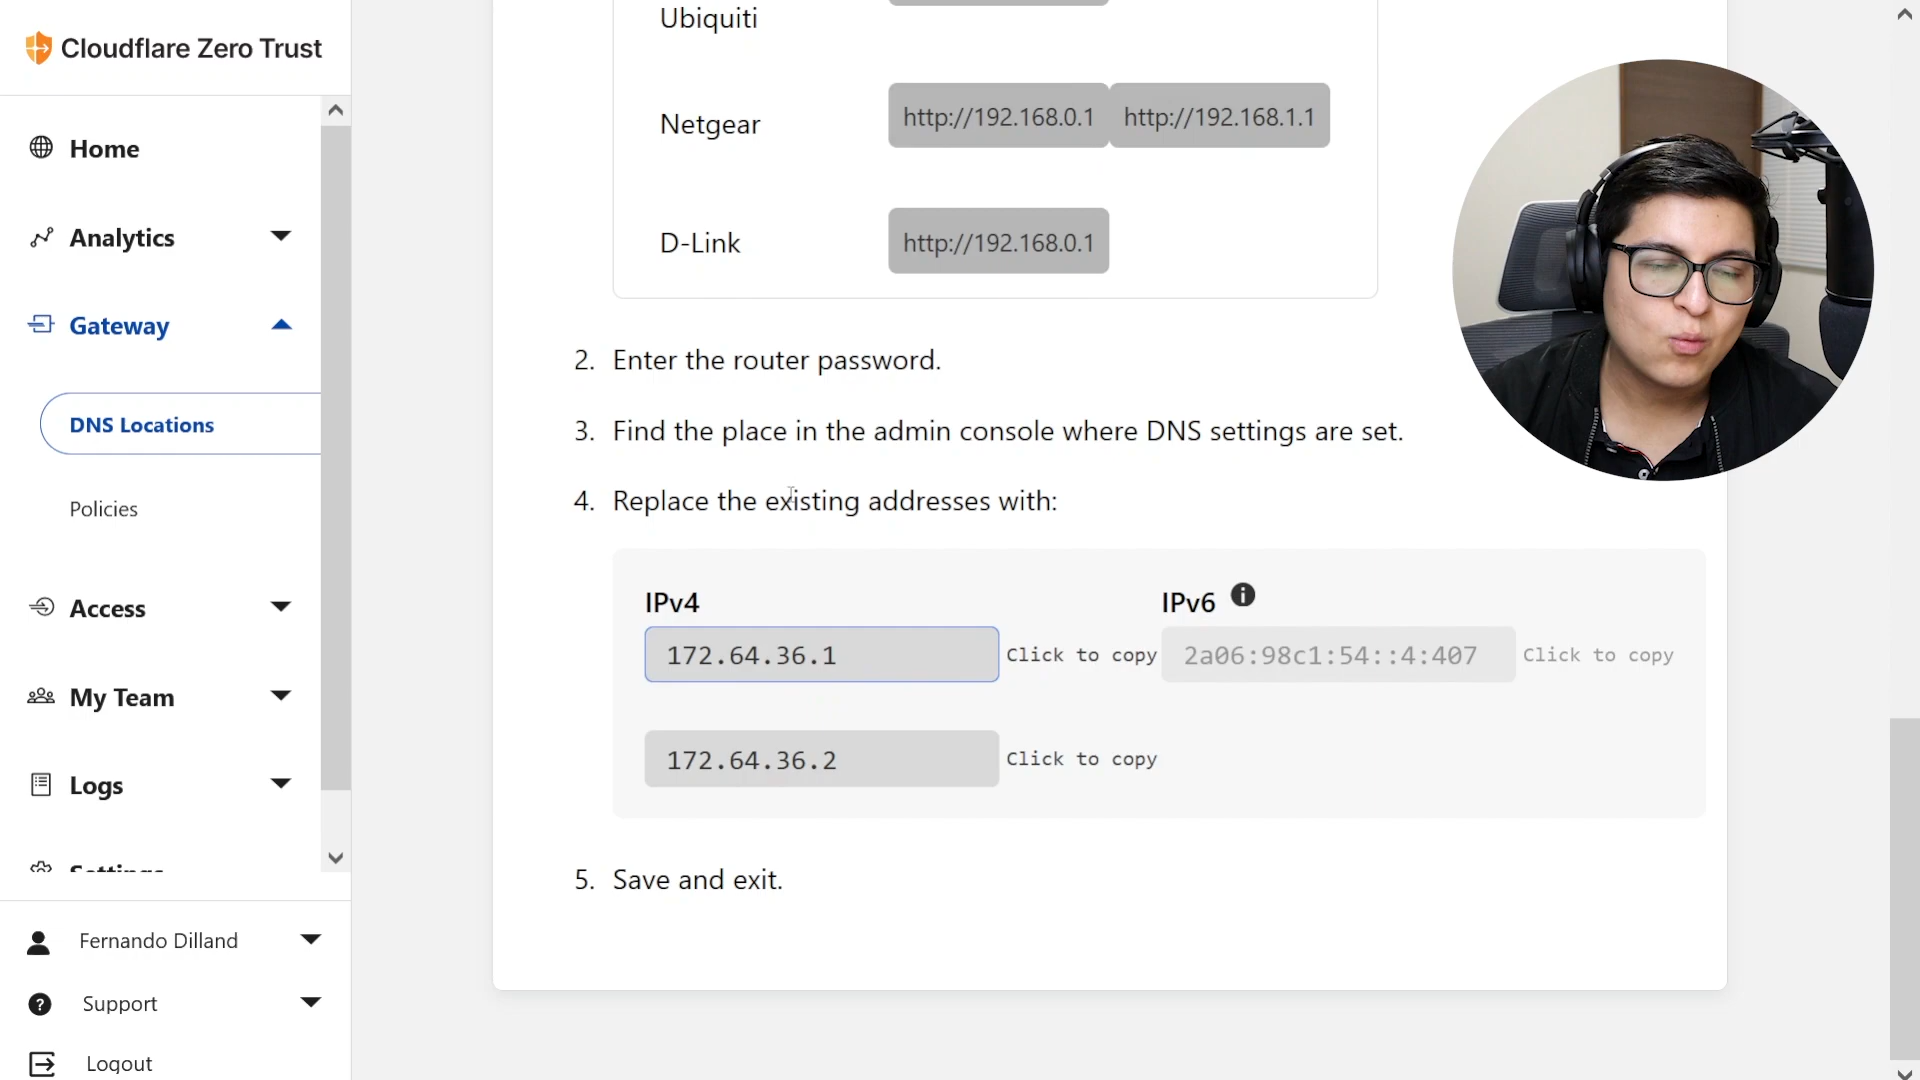 Cloudflare Zero Trust
Home
Analytics
Gateway
DNS Locations
Policies
Access
My Team
Logs
Settings
Fernando Dilland
Support
Logout
Ubiquiti
Netgear http://192.168.0.1 http://192.168.1.1
D-Link http://192.168.0.1
2. Enter the router password.
3. Find the place in the admin console where DNS settings are set.
4. Replace the existing addresses with:
IPv4 IPv6
172.64.36.1 Click to copy 2a06:98c1:54::4:407 Click to copy
172.64.36.2 Click to copy
5. Save and exit.